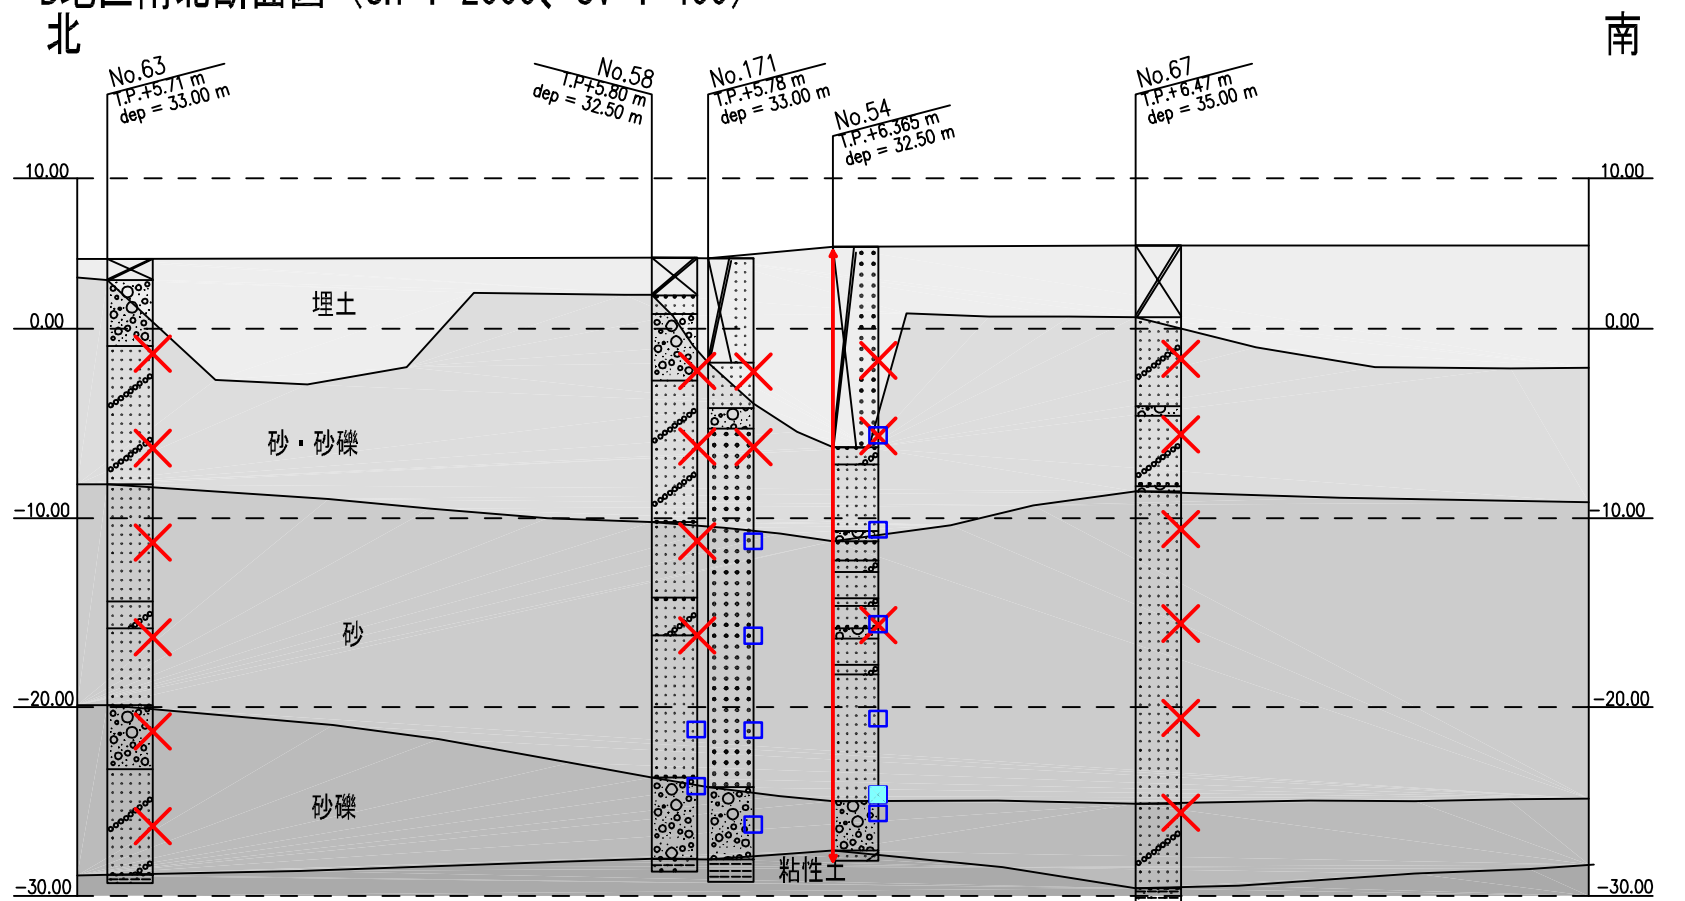 北
南
No.63
T.P.+5.71 m
dep = 33.00 m
No.58
T.P.+5.80 m
dep = 32.50 m
No.171
T.P.+5.78 m
dep = 33.00 m
No.54
T.P.+6.365 m
dep = 32.50 m
No.67
T.P.+6.47 m
dep = 35.00 m
10.00
10.00
埋土
0.00
0.00
砂・砂礫
-10.00
-10.00
砂
-20.00
-20.00
砂礫
粘性土
-30.00
-30.00